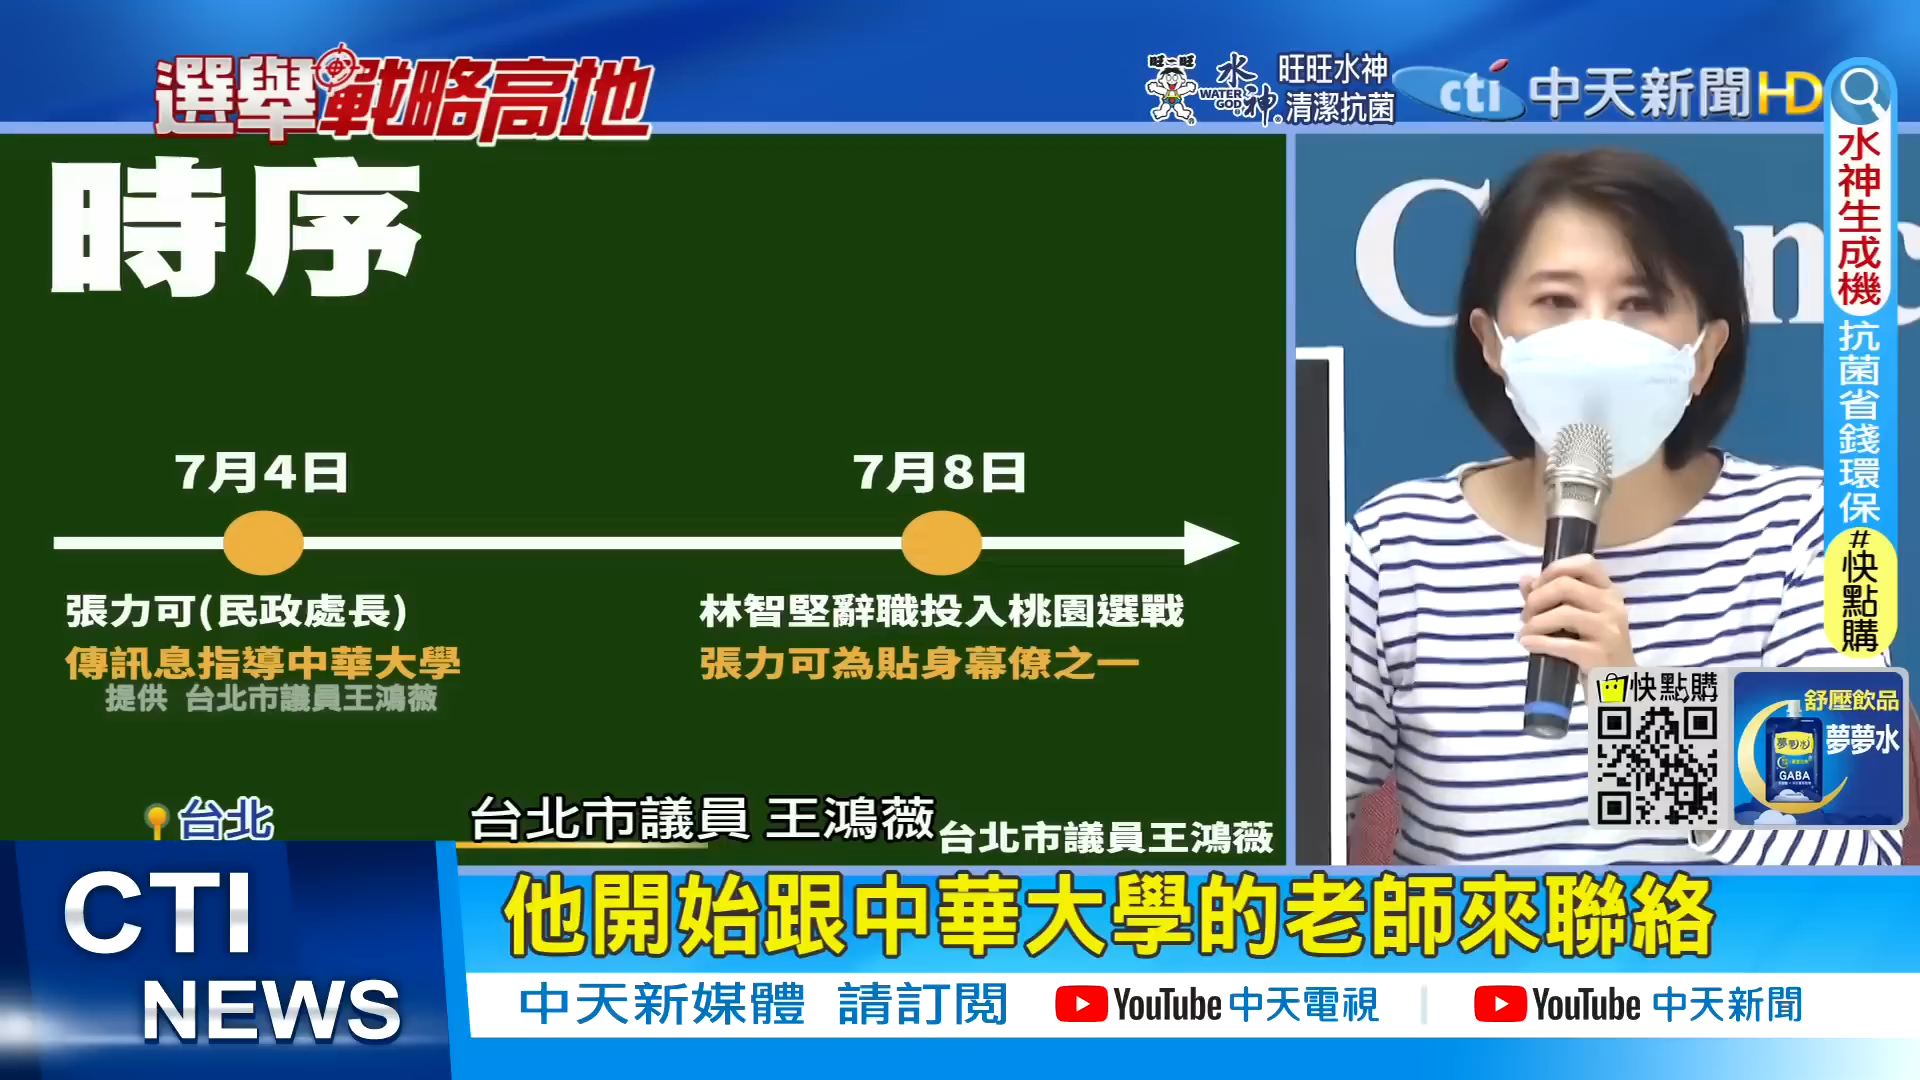 選舉戰略高地
旺旺
水神
WATER GOD
旺旺水神
清潔抗菌
cti 中天新聞HD
水神生成機
抗菌省錢環保
#快點購
時序
7月4日
7月8日
張力可(民政處長)
傳訊息指導中華大學
提供 台北市議員王鴻薇
林智堅辭職投入桃園選戰
張力可為貼身幕僚之一
快點購
舒壓飲品
夢夢水
夢夢水
GABA
台北
台北市議員 王鴻薇
台北市議員王鴻薇
CTI
NEWS
他開始跟中華大學的老師來聯絡
中天新媒體 請訂閱 YouTube 中天電視 | YouTube 中天新聞